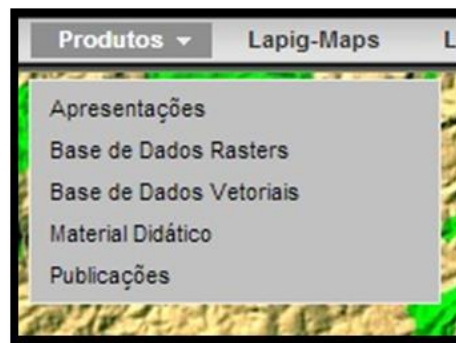 Produtos Lapig-Maps L
Apresentações
Base de Dados Rasters
Base de Dados Vetoriais
Material Didático
Publicações